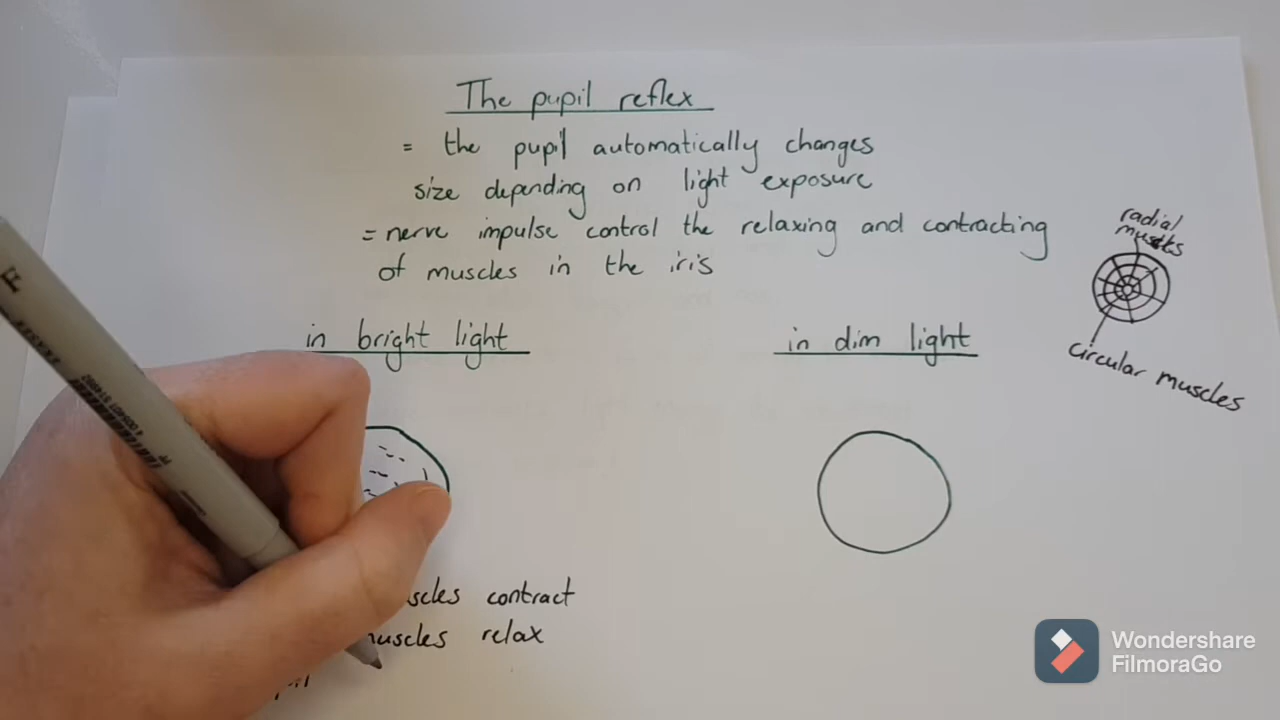 The pupil reflex
= the pupil automatically changes
size depending on light exposure
= nerve impulse control the relaxing and contracting
of muscles in the iris
radial
muscles
circular muscles
in bright light
in dim light
scles contract
muscles relax
Wondershare
FilmoraGo